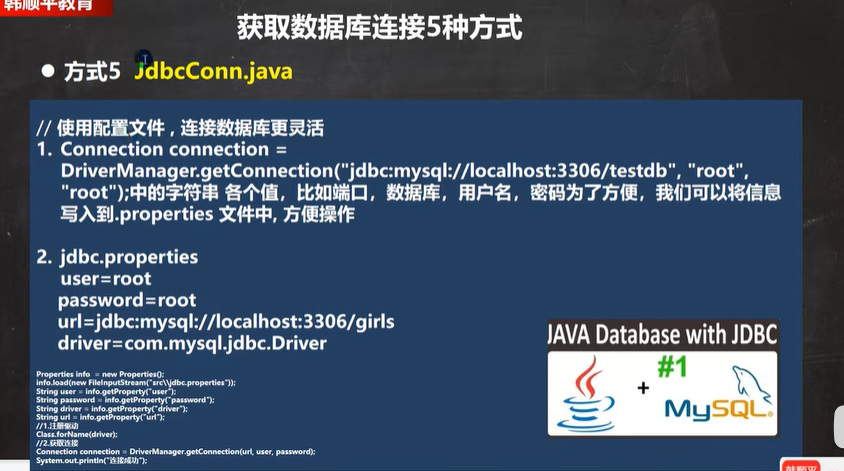 韩顺平教育
获取数据库连接5种方式
● 方式5 JdbcConn.java
// 使用配置文件，连接数据库更灵活
1. Connection connection =
DriverManager.getConnection("jdbc:mysql://localhost:3306/testdb", "root",
"root");中的字符串 各个值，比如端口，数据库，用户名，密码为了方便，我们可以将信息
写入到.properties 文件中, 方便操作
2. jdbc.properties
user=root
password=root
url=jdbc:mysql://localhost:3306/girls
driver=com.mysql.jdbc.Driver
Properties info = new Properties();
info.load(new FileInputStream("src\\jdbc.properties"));
String user = info.getProperty("user");
String password = info.getProperty("password");
String driver = info.getProperty("driver");
String url = info.getProperty("url");
//1.注册驱动
Class.forName(driver);
//2.获取连接
Connection connection = DriverManager.getConnection(url, user, password);
System.out.println("连接成功");
JAVA Database with JDBC
#1
+
Java
MySQL
韩顺平